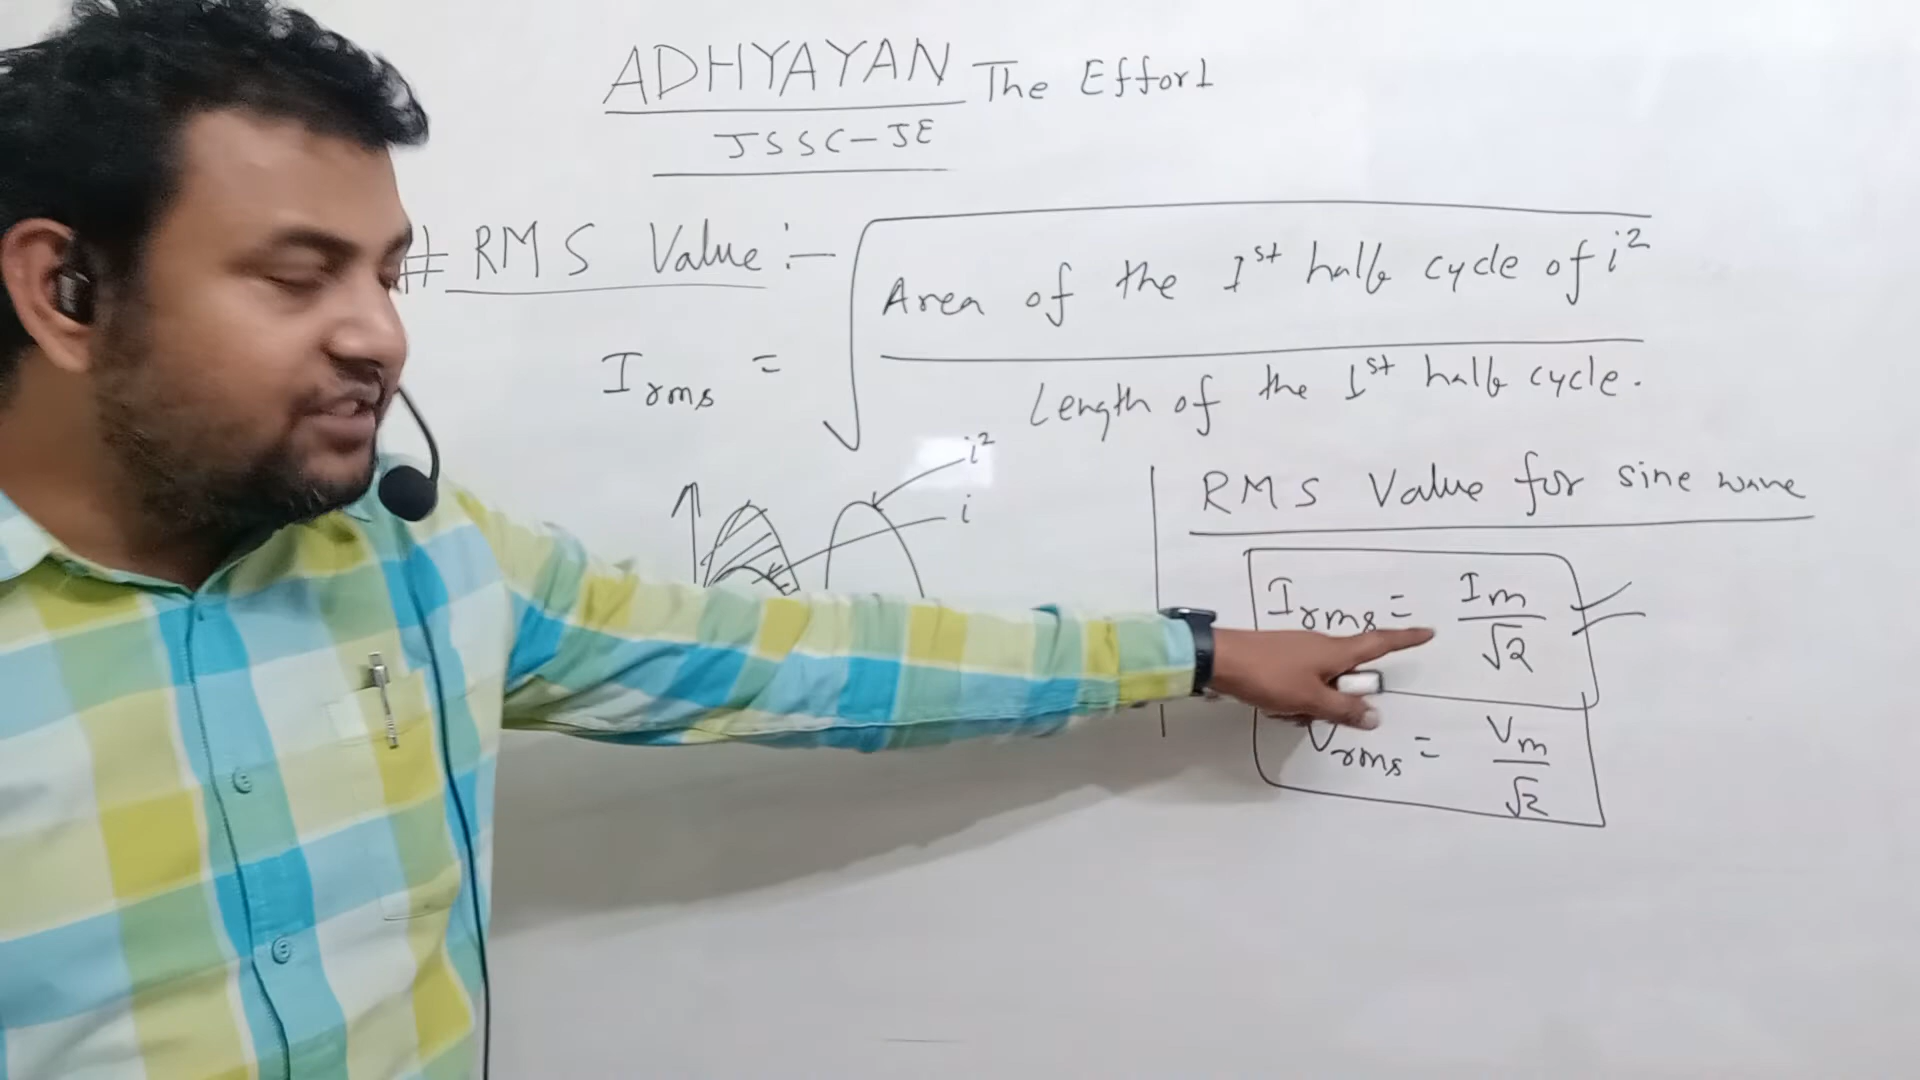 ADHYAYAN The Effort
JSSC-JE
# RMS Value :-
Irms = √(Area of the 1st half cycle of i² / Length of the 1st half cycle.)
i²
i
RMS Value for sine wave
Irms = Im/√2
Vrms = Vm/√2